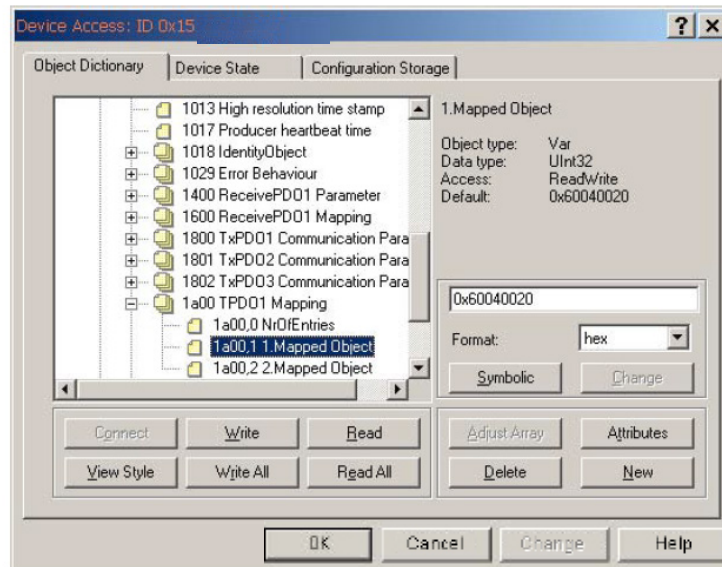 Device Access: ID 0x15
Object Dictionary
Device State
Configuration Storage
1013 High resolution time stamp
1017 Producer heartbeat time
1018 IdentityObject
1029 Error Behaviour
1400 ReceivePDO1 Parameter
1600 ReceivePDO1 Mapping
1800 TxPDO1 Communication Para
1801 TxPDO2 Communication Para
1802 TxPDO3 Communication Para
1a00 TPDO1 Mapping
1a00,0 NrOfEntries
1a00,1 1.Mapped Object
1a00,2 2.Mapped Object
1.Mapped Object
Object type: Var
Data type: UInt32
Access: ReadWrite
Default: 0x60040020
0x60040020
Format: hex
Symbolic Change
Connect Write Read
View Style Write All Read All
Adjust Array Attributes
Delete New
OK Cancel Change Help